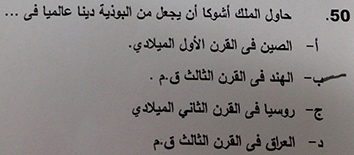 50. حاول الملك أشوكا أن يجعل من البوذية دينا عالميا فى ...
أ- الصين فى القرن الأول الميلادي.
ب- الهند فى القرن الثالث ق.م .
ج- روسيا فى القرن الثاني الميلادي
د- العراق فى القرن الثالث ق.م